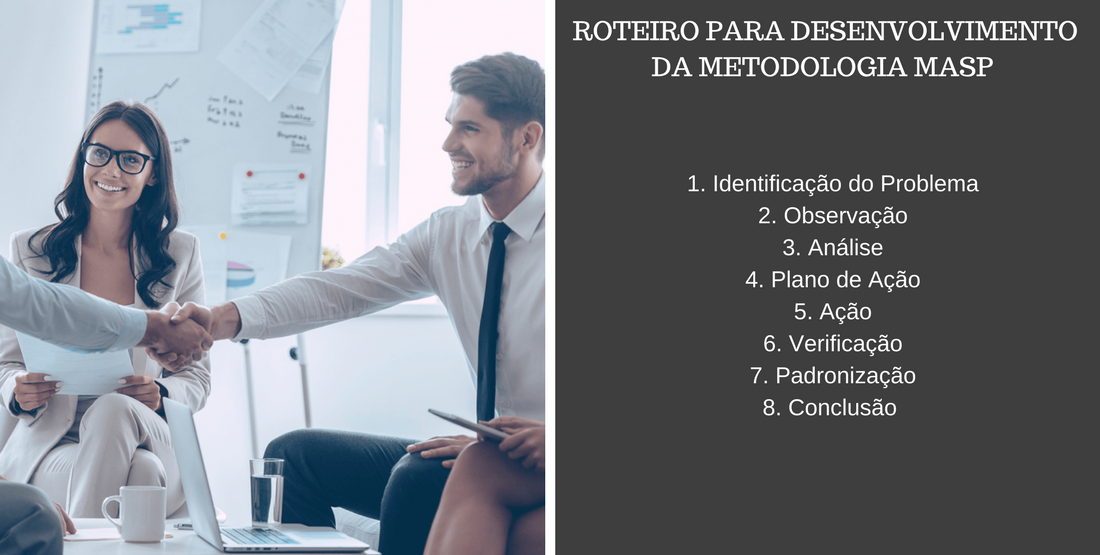 ROTEIRO PARA DESENVOLVIMENTO
DA METODOLOGIA MASP
1. Identificação do Problema
2. Observação
3. Análise
4. Plano de Ação
5. Ação
6. Verificação
7. Padronização
8. Conclusão